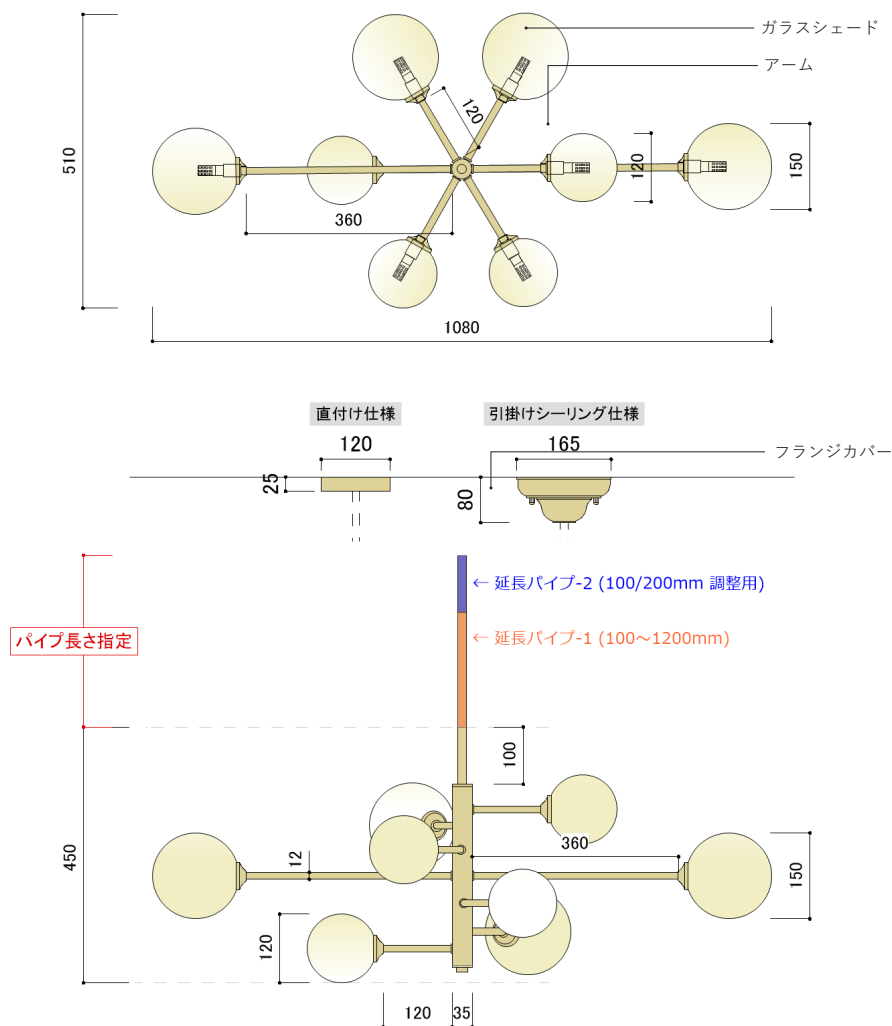 ガラスシェード
アーム
510
120
120
150
360
1080
直付け仕様
引掛けシーリング仕様
120
165
フランジカバー
25
80
← 延長パイプ-2 (100/200mm 調整用)
パイプ長さ指定
← 延長パイプ-1 (100～1200mm)
100
450
12
360
150
120
120
35